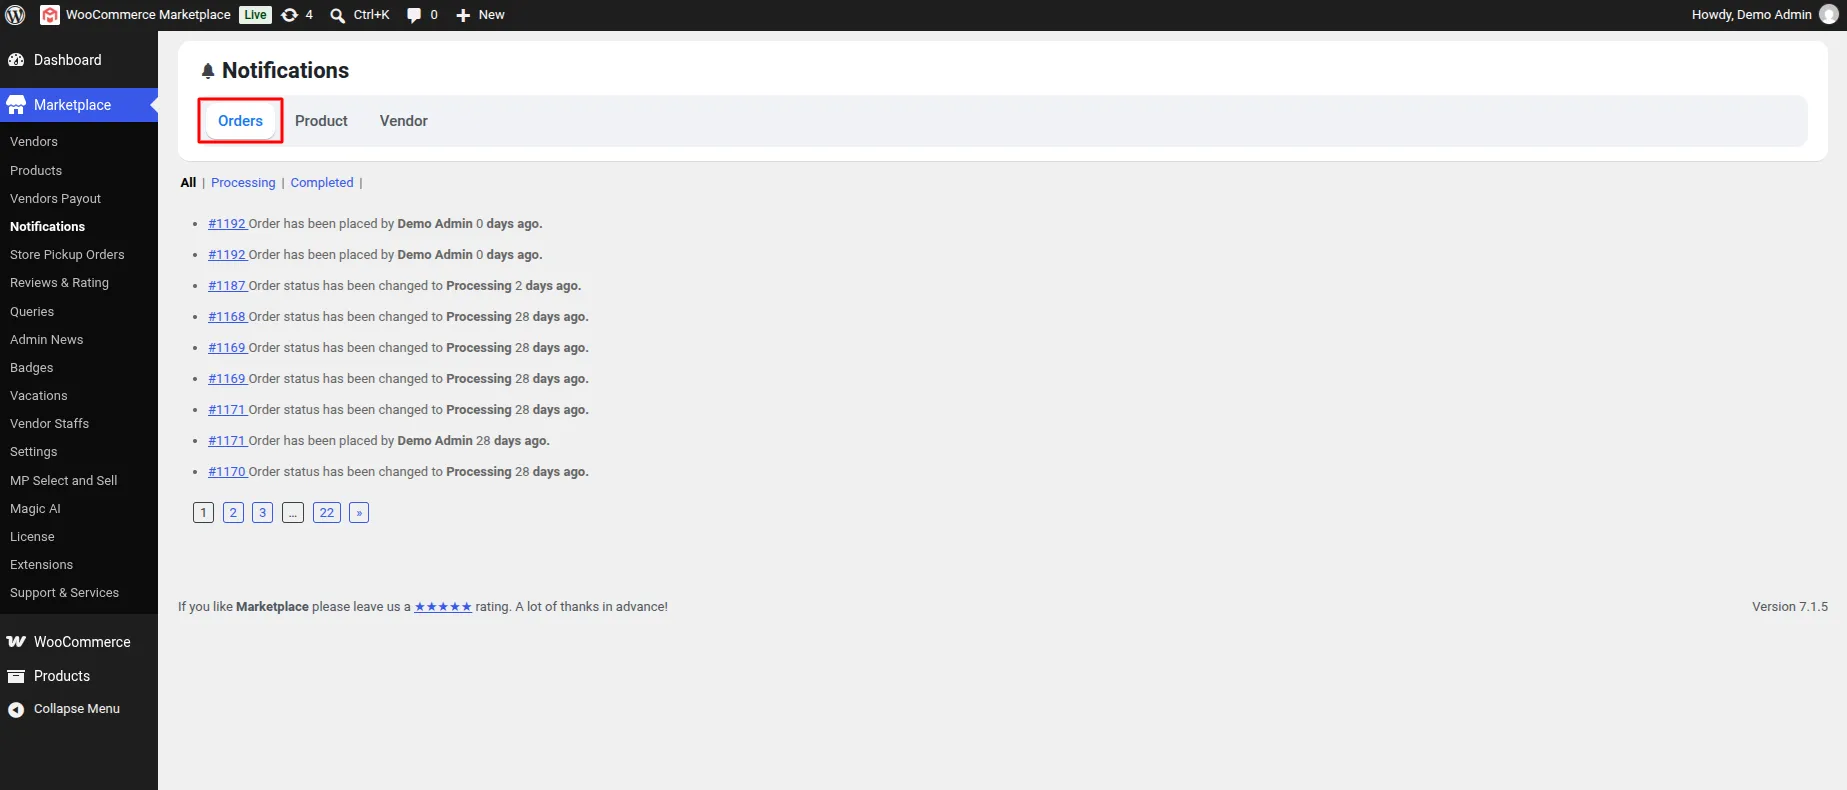 WooCommerce Marketplace Live 4 Ctrl+K 0 New Howdy, Demo Admin
Dashboard
Marketplace
Vendors
Products
Vendors Payout
Notifications
Store Pickup Orders
Reviews & Rating
Queries
Admin News
Badges
Vacations
Vendor Staffs
Settings
MP Select and Sell
Magic AI
License
Extensions
Support & Services
WooCommerce
Products
Collapse Menu
Notifications
Orders Product Vendor
All | Processing | Completed |
• #1192 Order has been placed by Demo Admin 0 days ago.
• #1192 Order has been placed by Demo Admin 0 days ago.
• #1187 Order status has been changed to Processing 2 days ago.
• #1168 Order status has been changed to Processing 28 days ago.
• #1169 Order status has been changed to Processing 28 days ago.
• #1169 Order status has been changed to Processing 28 days ago.
• #1171 Order status has been changed to Processing 28 days ago.
• #1171 Order has been placed by Demo Admin 28 days ago.
• #1170 Order status has been changed to Processing 28 days ago.
1 2 3 … 22 »
If you like Marketplace please leave us a ★★★★★ rating. A lot of thanks in advance! Version 7.1.5